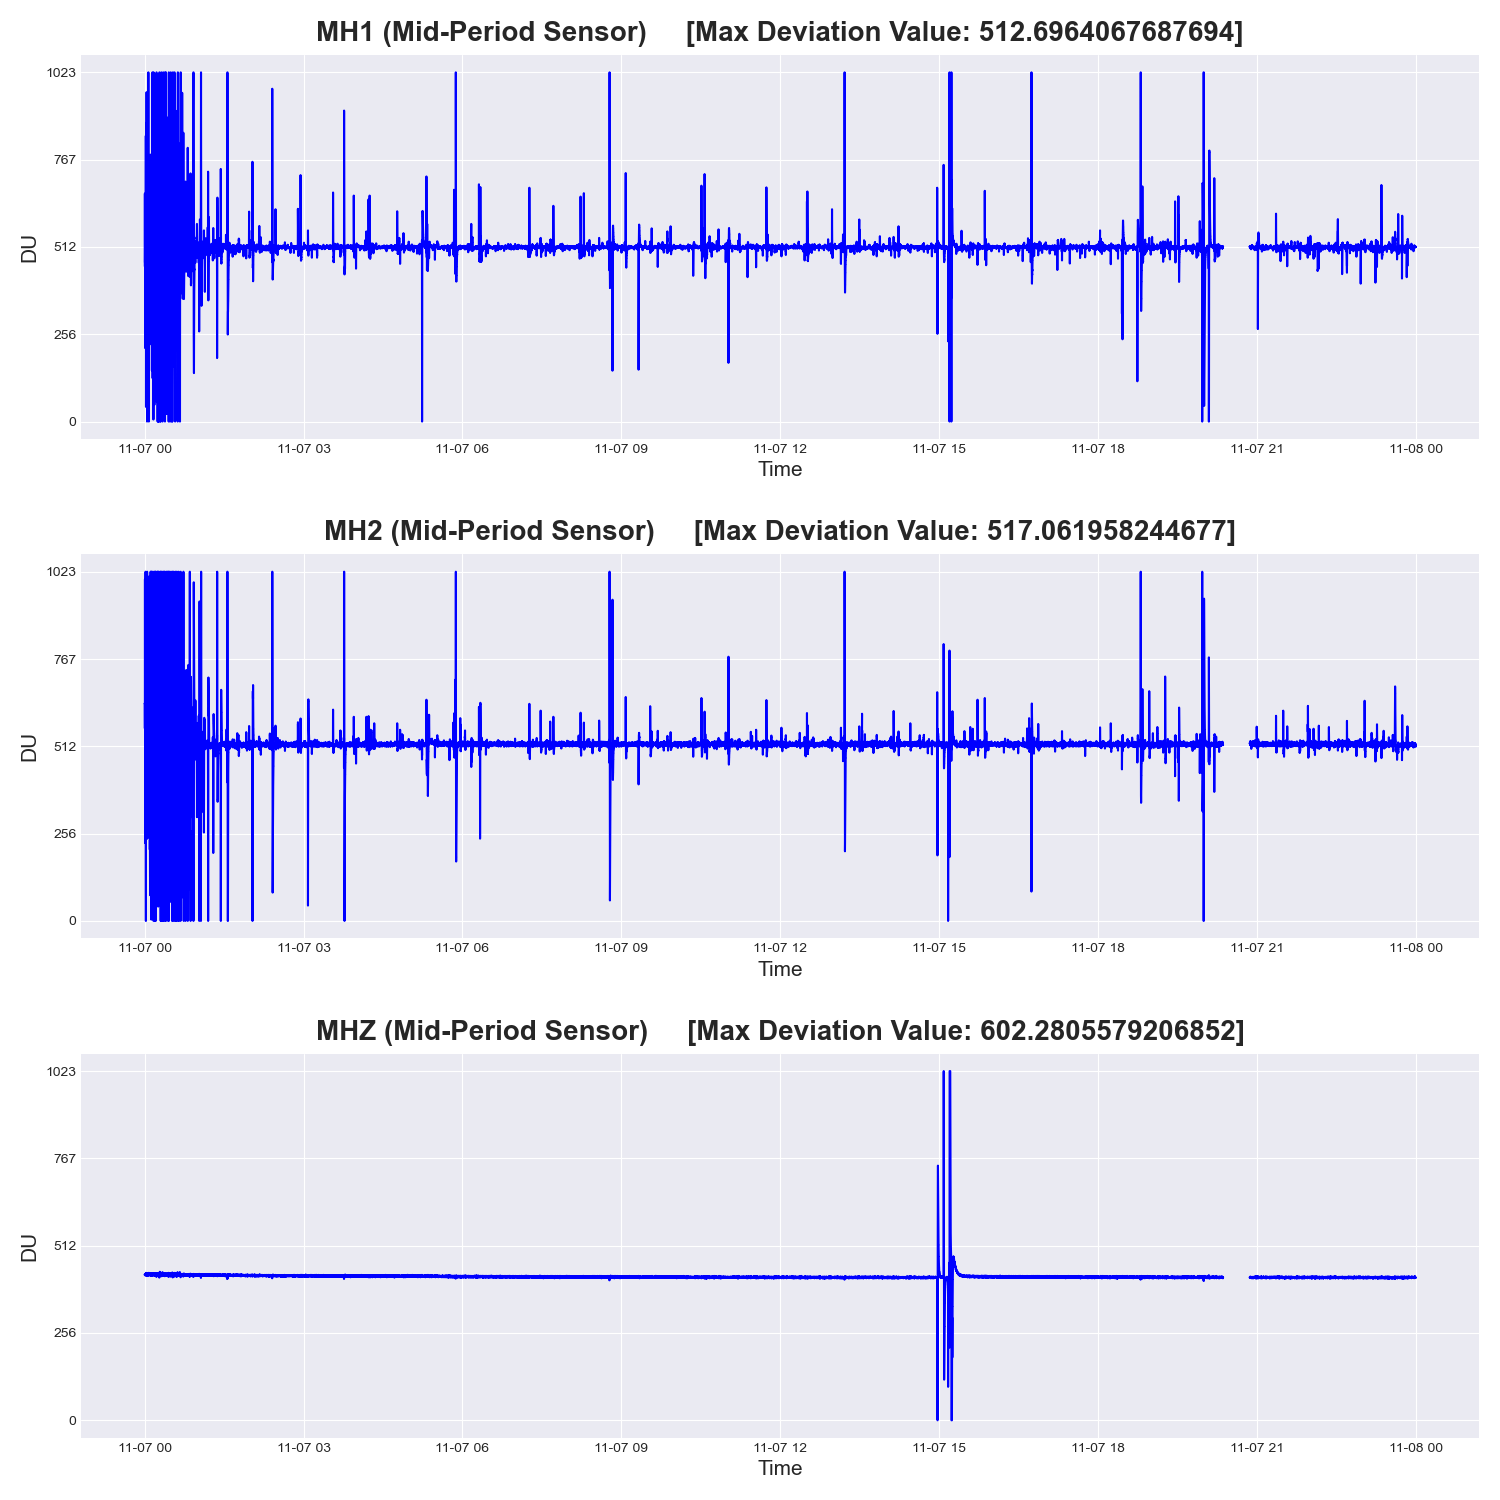 MH1 (Mid-Period Sensor) [Max Deviation Value: 512.6964067687694]
1023
767
512
256
0
DU
11-07 00 11-07 03 11-07 06 11-07 09 11-07 12 11-07 15 11-07 18 11-07 21 11-08 00
Time
MH2 (Mid-Period Sensor) [Max Deviation Value: 517.061958244677]
1023
767
512
256
0
DU
11-07 00 11-07 03 11-07 06 11-07 09 11-07 12 11-07 15 11-07 18 11-07 21 11-08 00
Time
MHZ (Mid-Period Sensor) [Max Deviation Value: 602.2805579206852]
1023
767
512
256
0
DU
11-07 00 11-07 03 11-07 06 11-07 09 11-07 12 11-07 15 11-07 18 11-07 21 11-08 00
Time